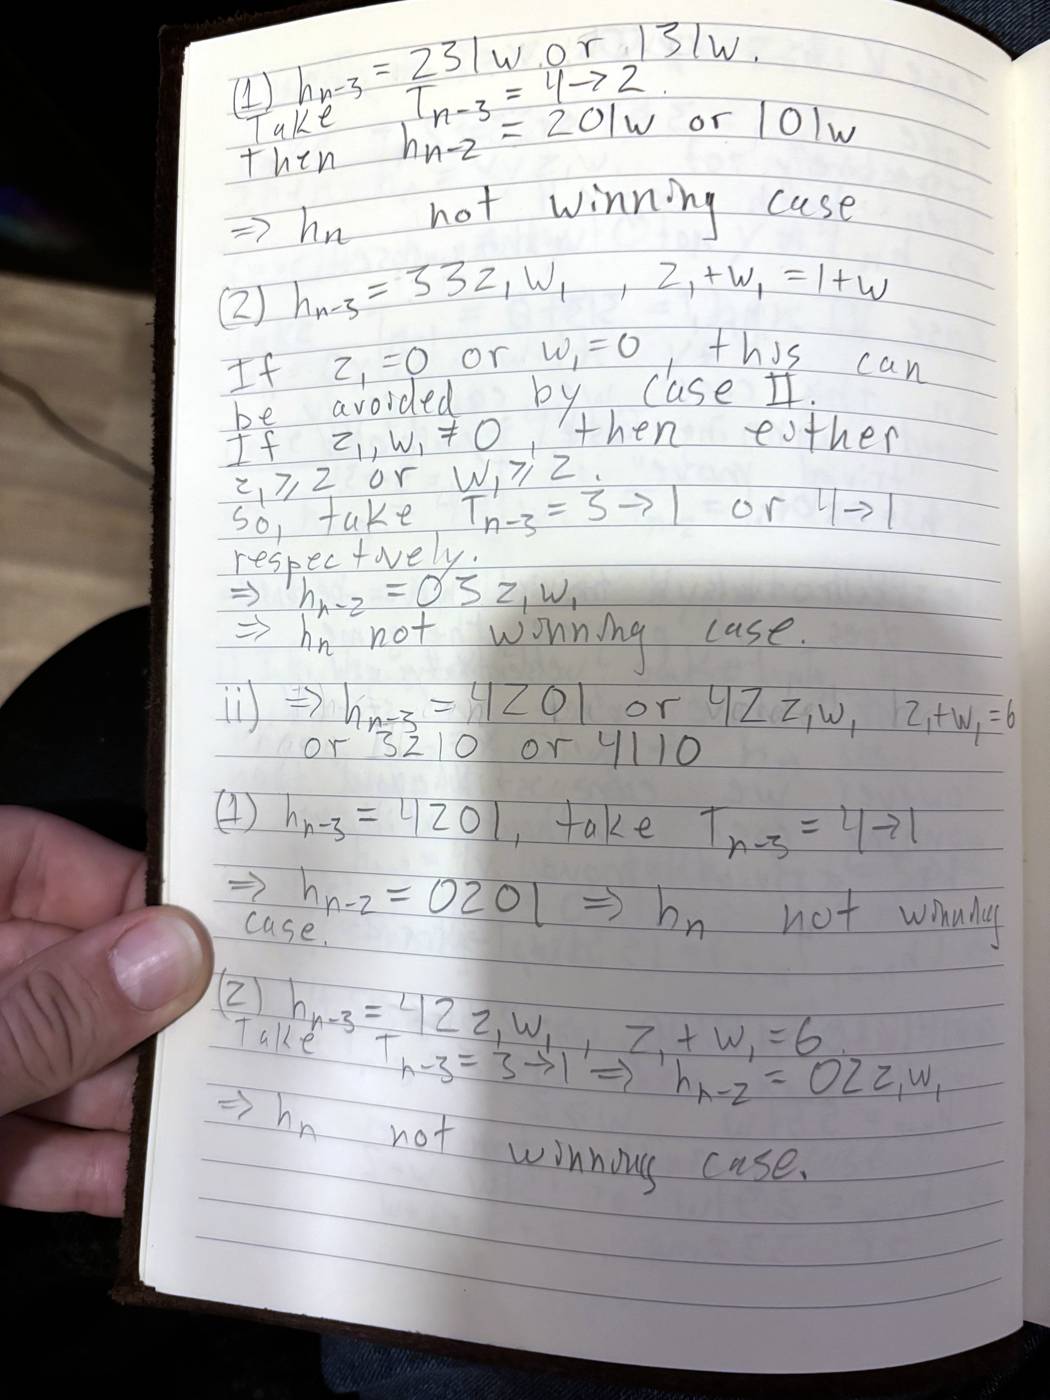 (1) hₙ₋₃ = 231w or 131w.
Take Tₙ₋₃ = 4→2.
then hₙ₋₂ = 201w or 101w
⇒ hₙ not winning case
(2) hₙ₋₃ = 33z₁w₁ , z₁+w₁ = 1+w
If z₁ = 0 or w₁ = 0 , this can
be avoided by Case II.
If z₁, w₁ ≠ 0 , then either
z₁ ⩾ 2 or w₁ ⩾ 2.
So, take Tₙ₋₃ = 3→1 or 4→1
respectively.
⇒ hₙ₋₂ = 03z₁w₁
⇒ hₙ not winning case.
ii) ⇒ hₙ₋₃ = 4201 or 42z₁w₁ z₁+w₁=6
or 3210 or 4110
(1) hₙ₋₃ = 4201, take Tₙ₋₃ = 4→1
⇒ hₙ₋₂ = 0201 ⇒ hₙ not winning
case.
(2) hₙ₋₃ = 42z₁w₁ , z₁ + w₁ = 6.
Take Tₙ₋₃ = 3→1 ⇒ hₙ₋₂ = 02z₁w₁
⇒ hₙ not winning case.